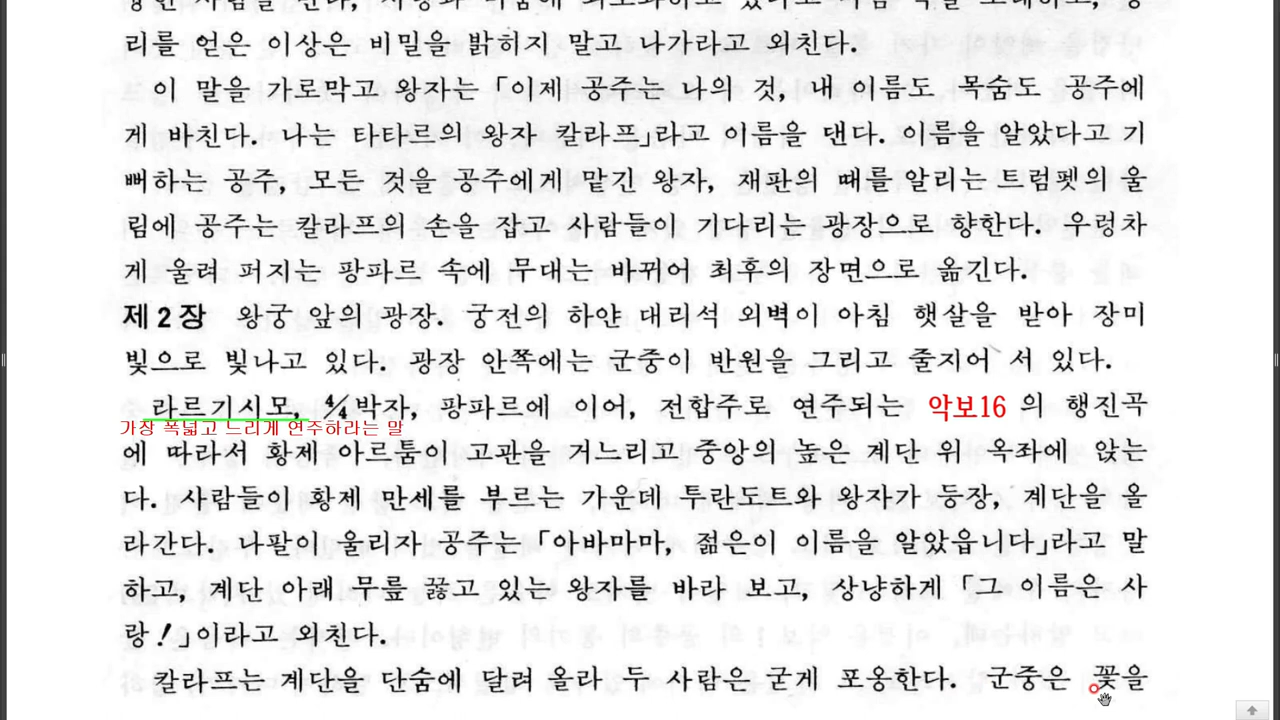 리를 얻은 이상은 비밀을 밝히지 말고 나가라고 외친다.
이 말을 가로막고 왕자는 「이제 공주는 나의 것, 내 이름도 목숨도 공주에
게 바친다. 나는 타타르의 왕자 칼라프」라고 이름을 댄다. 이름을 알았다고 기
뻐하는 공주, 모든 것을 공주에게 맡긴 왕자, 재판의 때를 알리는 트럼펫의 울
림에 공주는 칼라프의 손을 잡고 사람들이 기다리는 광장으로 향한다. 우렁차
게 울려 퍼지는 팡파르 속에 무대는 바뀌어 최후의 장면으로 옮긴다.
제2장 왕궁 앞의 광장. 궁전의 하얀 대리석 외벽이 아침 햇살을 받아 장미
빛으로 빛나고 있다. 광장 안쪽에는 군중이 반원을 그리고 줄지어 서 있다.
라르기시모, 4/4박자, 팡파르에 이어, 전합주로 연주되는 악보16 의 행진곡
가장 폭넓고 느리게 연주하라는 말
에 따라서 황제 아르툼이 고관을 거느리고 중앙의 높은 계단 위 옥좌에 앉는
다. 사람들이 황제 만세를 부르는 가운데 투란도트와 왕자가 등장, 계단을 올
라간다. 나팔이 울리자 공주는 「아바마마, 젊은이 이름을 알았읍니다」라고 말
하고, 계단 아래 무릎 꿇고 있는 왕자를 바라 보고, 상냥하게 「그 이름은 사
랑!」이라고 외친다.
칼라프는 계단을 단숨에 달려 올라 두 사람은 굳게 포옹한다. 군중은 꽃을